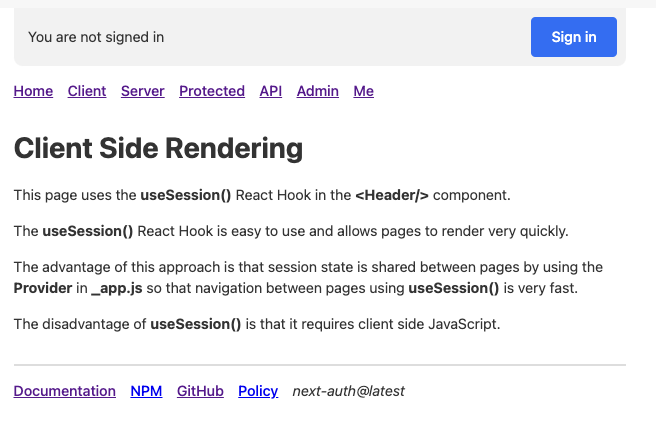 You are not signed in Sign in
Home Client Server Protected API Admin Me
Client Side Rendering
This page uses the useSession() React Hook in the <Header/> component.
The useSession() React Hook is easy to use and allows pages to render very quickly.
The advantage of this approach is that session state is shared between pages by using the
Provider in _app.js so that navigation between pages using useSession() is very fast.
The disadvantage of useSession() is that it requires client side JavaScript.
Documentation NPM GitHub Policy next-auth@latest